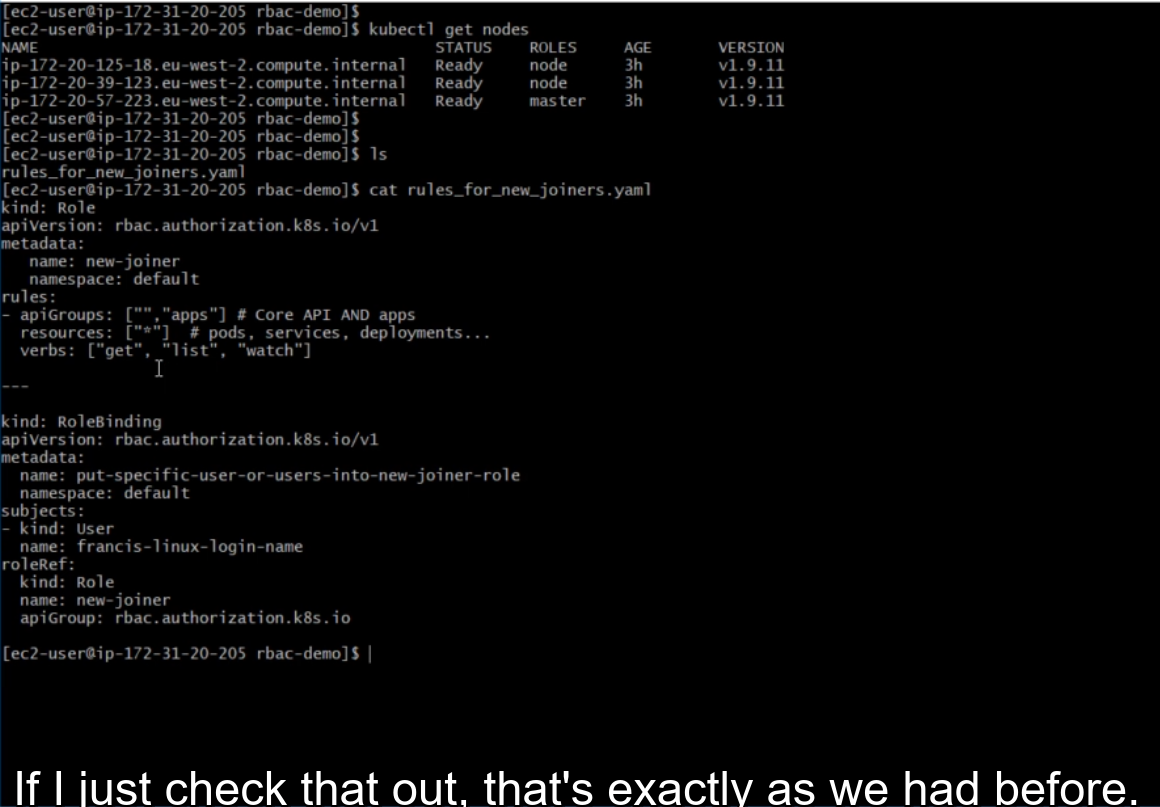 [ec2-user@ip-172-31-20-205 rbac-demo]$
[ec2-user@ip-172-31-20-205 rbac-demo]$ kubectl get nodes
NAME STATUS ROLES AGE VERSION
ip-172-20-125-18.eu-west-2.compute.internal Ready node 3h v1.9.11
ip-172-20-39-123.eu-west-2.compute.internal Ready node 3h v1.9.11
ip-172-20-57-223.eu-west-2.compute.internal Ready master 3h v1.9.11
[ec2-user@ip-172-31-20-205 rbac-demo]$
[ec2-user@ip-172-31-20-205 rbac-demo]$
[ec2-user@ip-172-31-20-205 rbac-demo]$ ls
rules_for_new_joiners.yaml
[ec2-user@ip-172-31-20-205 rbac-demo]$ cat rules_for_new_joiners.yaml
kind: Role
apiVersion: rbac.authorization.k8s.io/v1
metadata:
   name: new-joiner
   namespace: default
rules:
- apiGroups: ["","apps"] # Core API AND apps
  resources: ["*"]  # pods, services, deployments...
  verbs: ["get", "list", "watch"]
---
kind: RoleBinding
apiVersion: rbac.authorization.k8s.io/v1
metadata:
  name: put-specific-user-or-users-into-new-joiner-role
  namespace: default
subjects:
- kind: User
  name: francis-linux-login-name
roleRef:
  kind: Role
  name: new-joiner
  apiGroup: rbac.authorization.k8s.io
[ec2-user@ip-172-31-20-205 rbac-demo]$
If I just check that out, that's exactly as we had before.